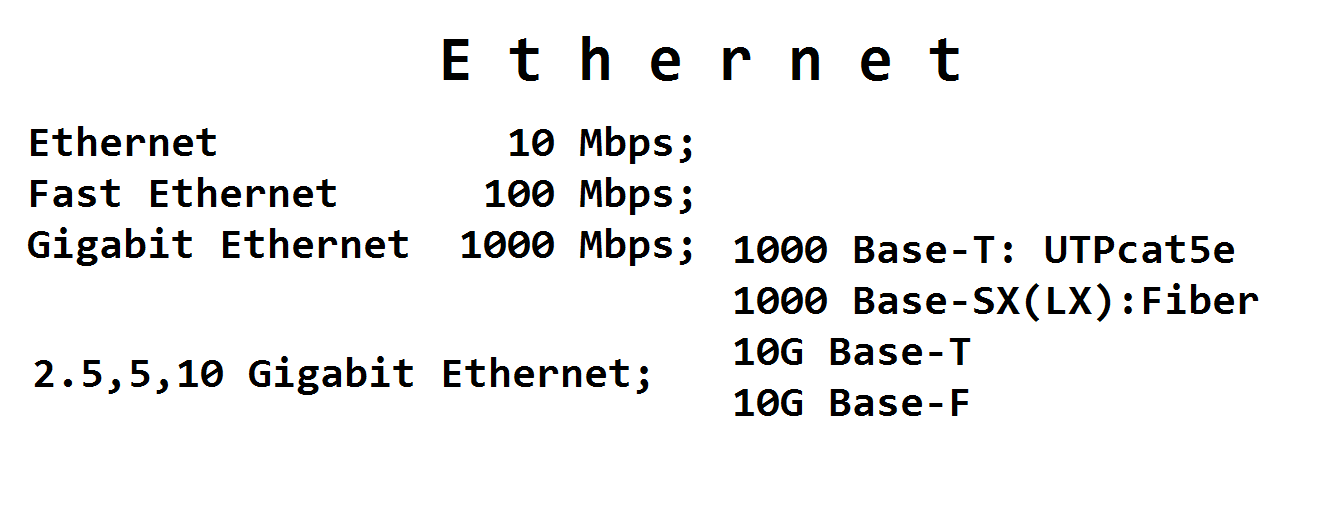 E t h e r n e t
Ethernet 10 Mbps;
Fast Ethernet 100 Mbps;
Gigabit Ethernet 1000 Mbps;
1000 Base-T: UTPcat5e
1000 Base-SX(LX):Fiber
10G Base-T
2.5,5,10 Gigabit Ethernet;
10G Base-F